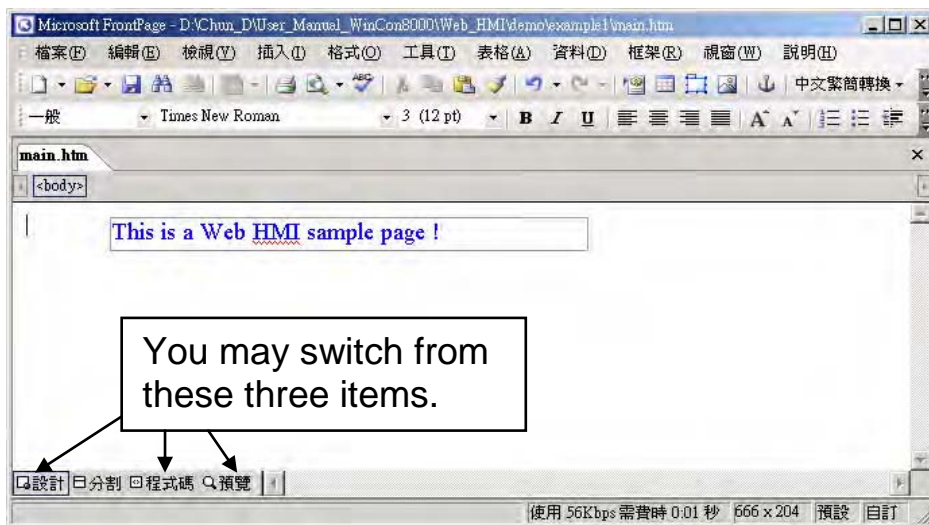 Microsoft FrontPage - D:\Chun_D\User_Manual_WinCon8000\Web_HMI\demo\example1\main.htm
檔案(F) 編輯(E) 檢視(V) 插入(I) 格式(O) 工具(T) 表格(A) 資料(D) 框架(R) 視窗(W) 說明(H)
中文繁簡轉換
一般 Times New Roman 3 (12 pt) B I U A A
main.htm
<body>
This is a Web HMI sample page !
You may switch from
these three items.
設計 分割 程式碼 預覽
使用 56Kbps 需費時 0:01 秒 666 x 204 預設 自訂